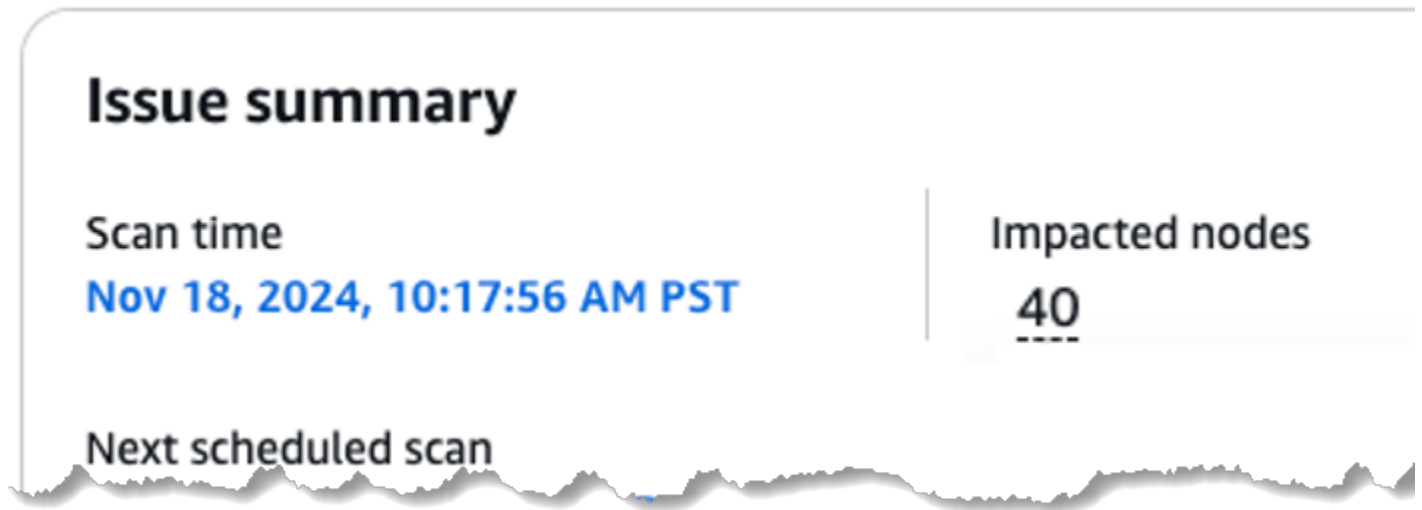 Issue summary
Scan time
Nov 18, 2024, 10:17:56 AM PST
Impacted nodes
40
Next scheduled scan